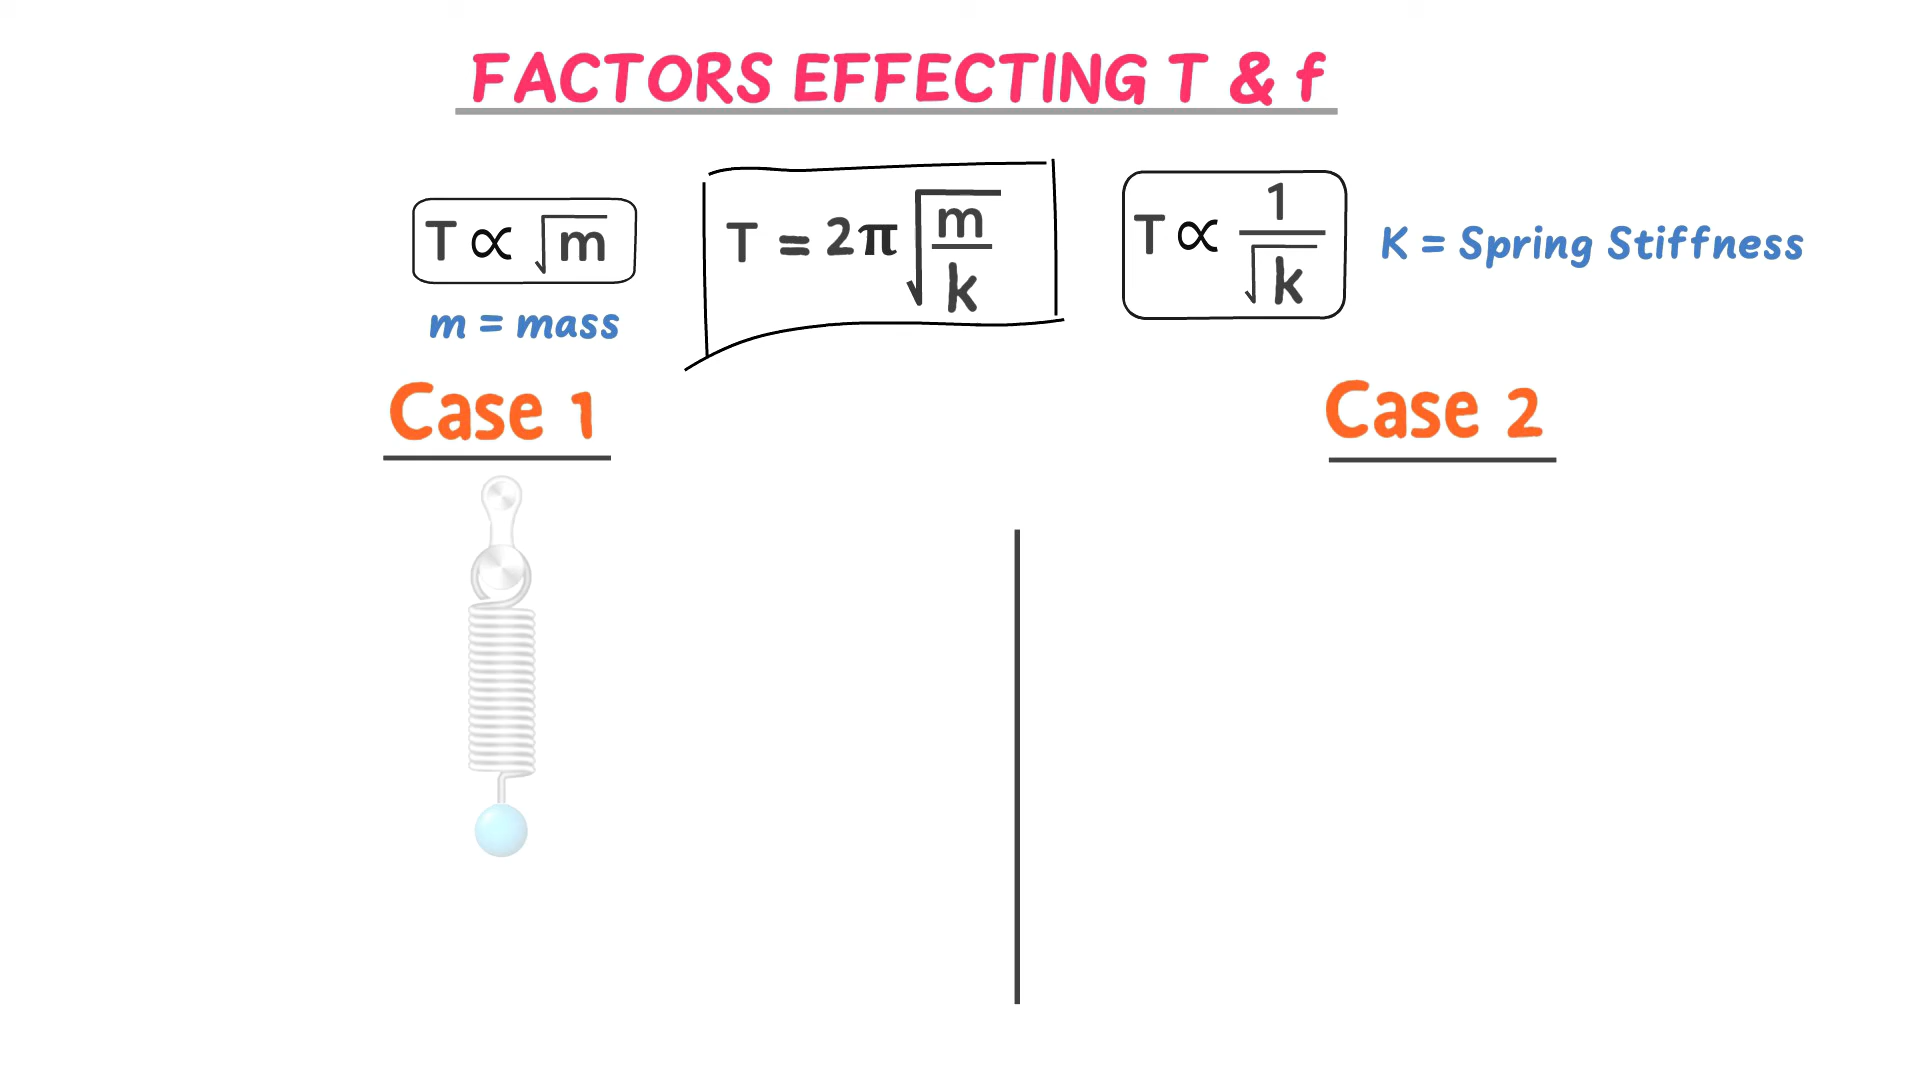 FACTORS EFFECTING T & f
T ∝ √m
m = mass
T = 2π √(m/k)
T ∝ 1/√k
K = Spring Stiffness
Case 1
Case 2